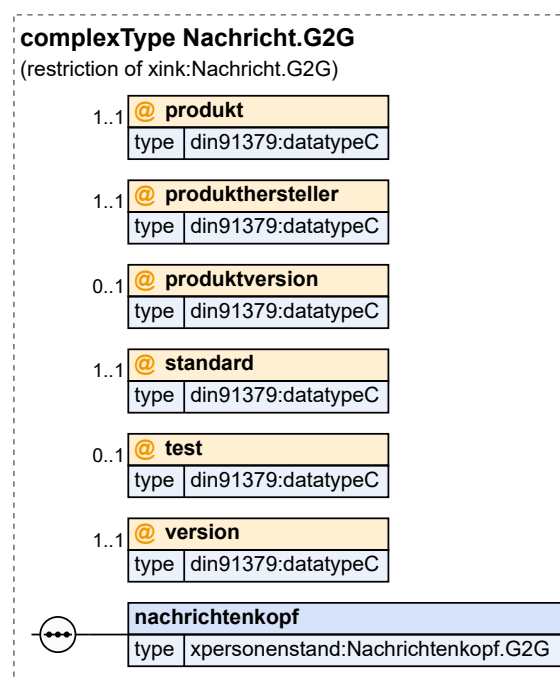 complexType Nachricht.G2G
(restriction of xink:Nachricht.G2G)
1..1 @ produkt
type din91379:datatypeC
1..1 @ produkthersteller
type din91379:datatypeC
0..1 @ produktversion
type din91379:datatypeC
1..1 @ standard
type din91379:datatypeC
0..1 @ test
type din91379:datatypeC
1..1 @ version
type din91379:datatypeC
nachrichtenkopf
type xpersonenstand:Nachrichtenkopf.G2G